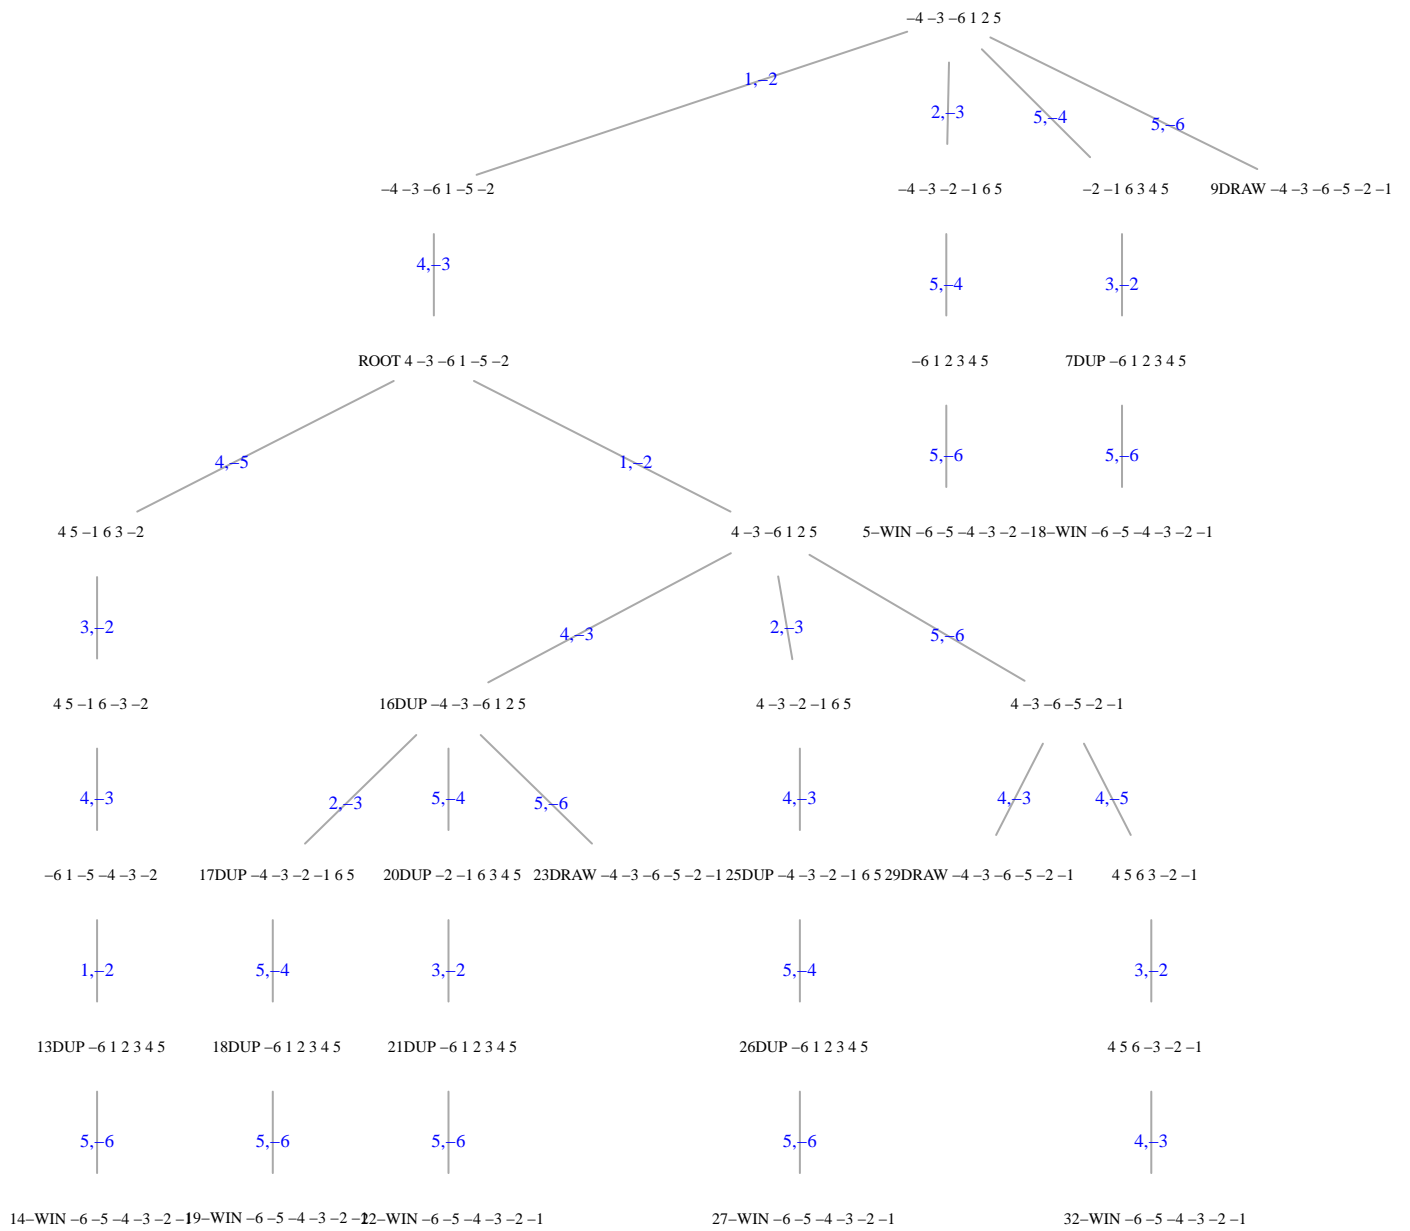 −4 −3 −6 1 2 5
1,−2
2,−3
5,−4
5,−6
−4 −3 −6 1 −5 −2
−4 −3 −2 −1 6 5
−2 −1 6 3 4 5
9DRAW −4 −3 −6 −5 −2 −1
4,−3
5,−4
3,−2
ROOT 4 −3 −6 1 −5 −2
−6 1 2 3 4 5
7DUP −6 1 2 3 4 5
4,−5
1,−2
5,−6
5,−6
4 5 −1 6 3 −2
4 −3 −6 1 2 5
5−WIN −6 −5 −4 −3 −2 −1
8−WIN −6 −5 −4 −3 −2 −1
3,−2
4,−3
2,−3
5,−6
4 5 −1 6 −3 −2
16DUP −4 −3 −6 1 2 5
4 −3 −2 −1 6 5
4 −3 −6 −5 −2 −1
4,−3
2,−3
5,−4
5,−6
4,−3
4,−3
4,−5
−6 1 −5 −4 −3 −2
17DUP −4 −3 −2 −1 6 5
20DUP −2 −1 6 3 4 5
23DRAW −4 −3 −6 −5 −2 −1
25DUP −4 −3 −2 −1 6 5
29DRAW −4 −3 −6 −5 −2 −1
4 5 6 3 −2 −1
1,−2
5,−4
3,−2
5,−4
3,−2
13DUP −6 1 2 3 4 5
18DUP −6 1 2 3 4 5
21DUP −6 1 2 3 4 5
26DUP −6 1 2 3 4 5
4 5 6 −3 −2 −1
5,−6
5,−6
5,−6
5,−6
4,−3
14−WIN −6 −5 −4 −3 −2 −1
19−WIN −6 −5 −4 −3 −2 −1
22−WIN −6 −5 −4 −3 −2 −1
27−WIN −6 −5 −4 −3 −2 −1
32−WIN −6 −5 −4 −3 −2 −1